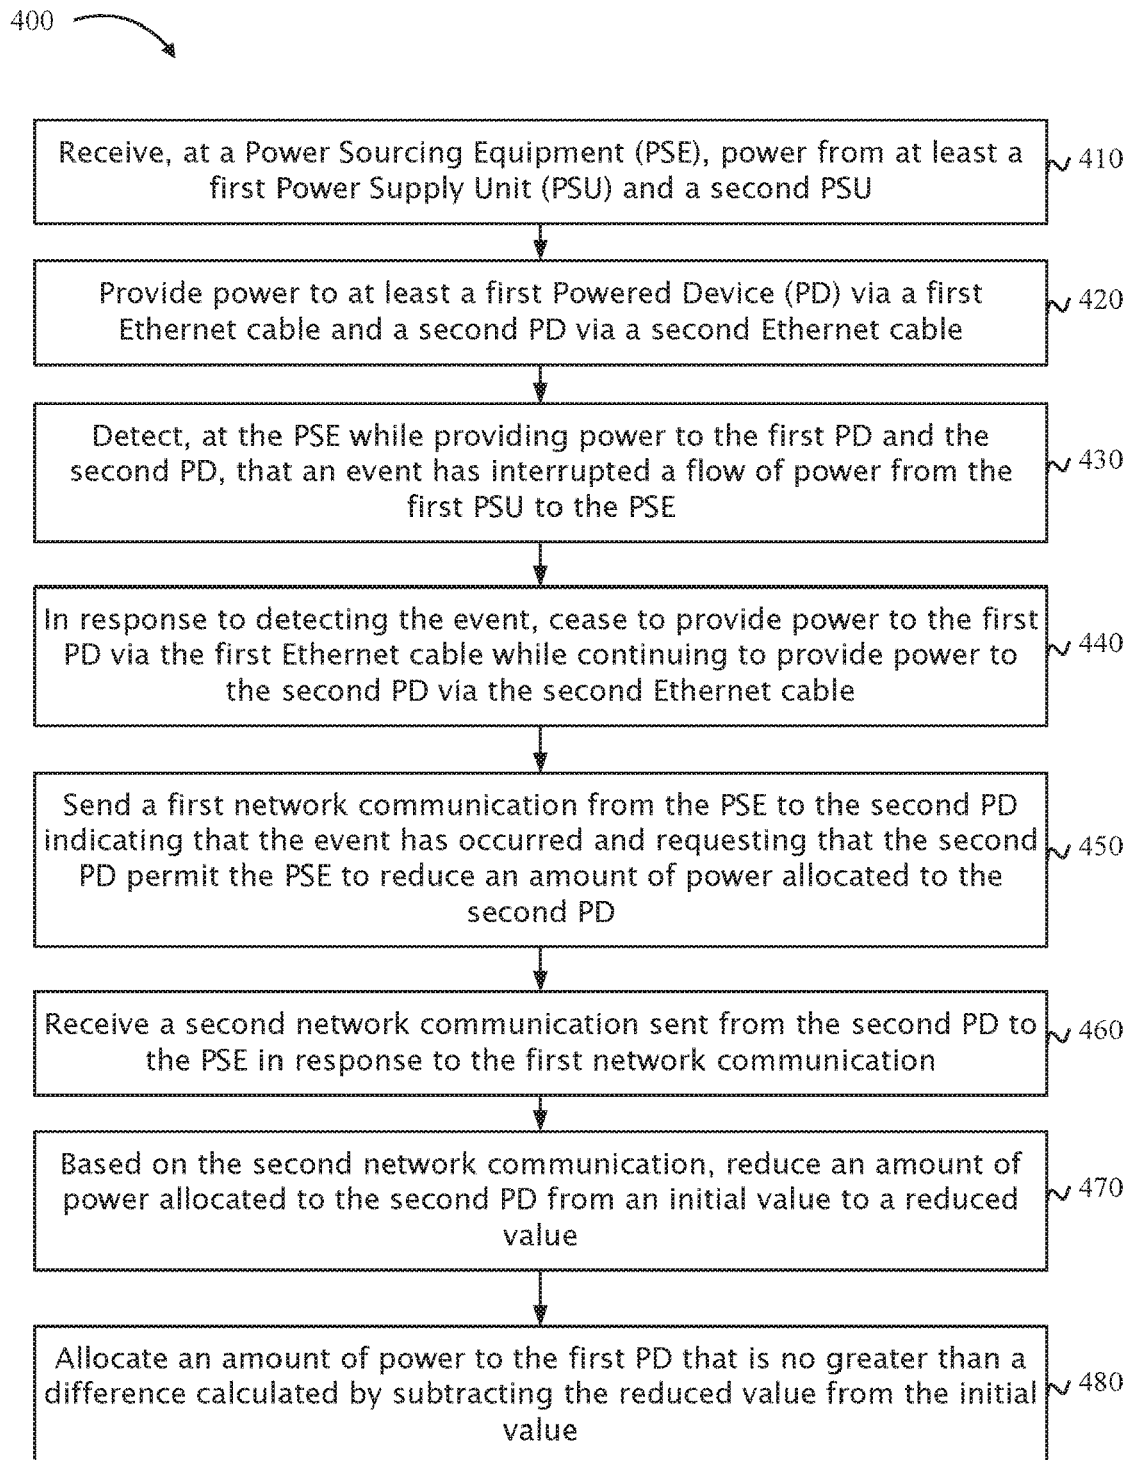 400
Receive, at a Power Sourcing Equipment (PSE), power from at least a
first Power Supply Unit (PSU) and a second PSU
410
Provide power to at least a first Powered Device (PD) via a first
Ethernet cable and a second PD via a second Ethernet cable
420
Detect, at the PSE while providing power to the first PD and the
second PD, that an event has interrupted a flow of power from the
first PSU to the PSE
430
In response to detecting the event, cease to provide power to the first
PD via the first Ethernet cable while continuing to provide power to
the second PD via the second Ethernet cable
440
Send a first network communication from the PSE to the second PD
indicating that the event has occurred and requesting that the second
PD permit the PSE to reduce an amount of power allocated to the
second PD
450
Receive a second network communication sent from the second PD to
the PSE in response to the first network communication
460
Based on the second network communication, reduce an amount of
power allocated to the second PD from an initial value to a reduced
value
470
Allocate an amount of power to the first PD that is no greater than a
difference calculated by subtracting the reduced value from the initial
value
480